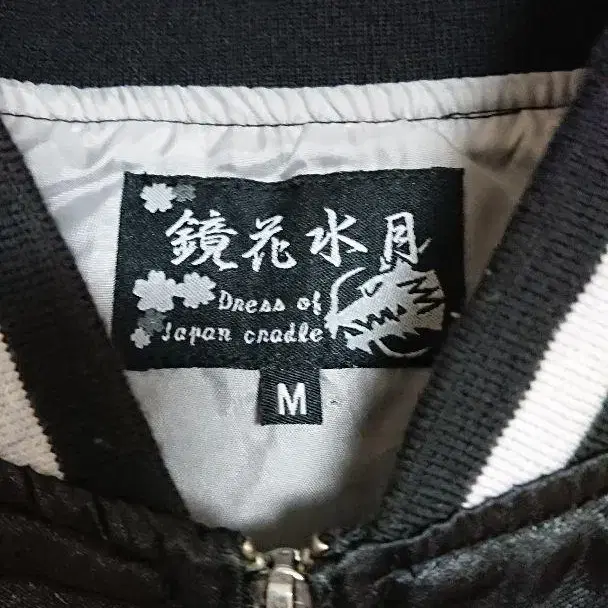 鏡花水月
Dress of
Japan cradle
M